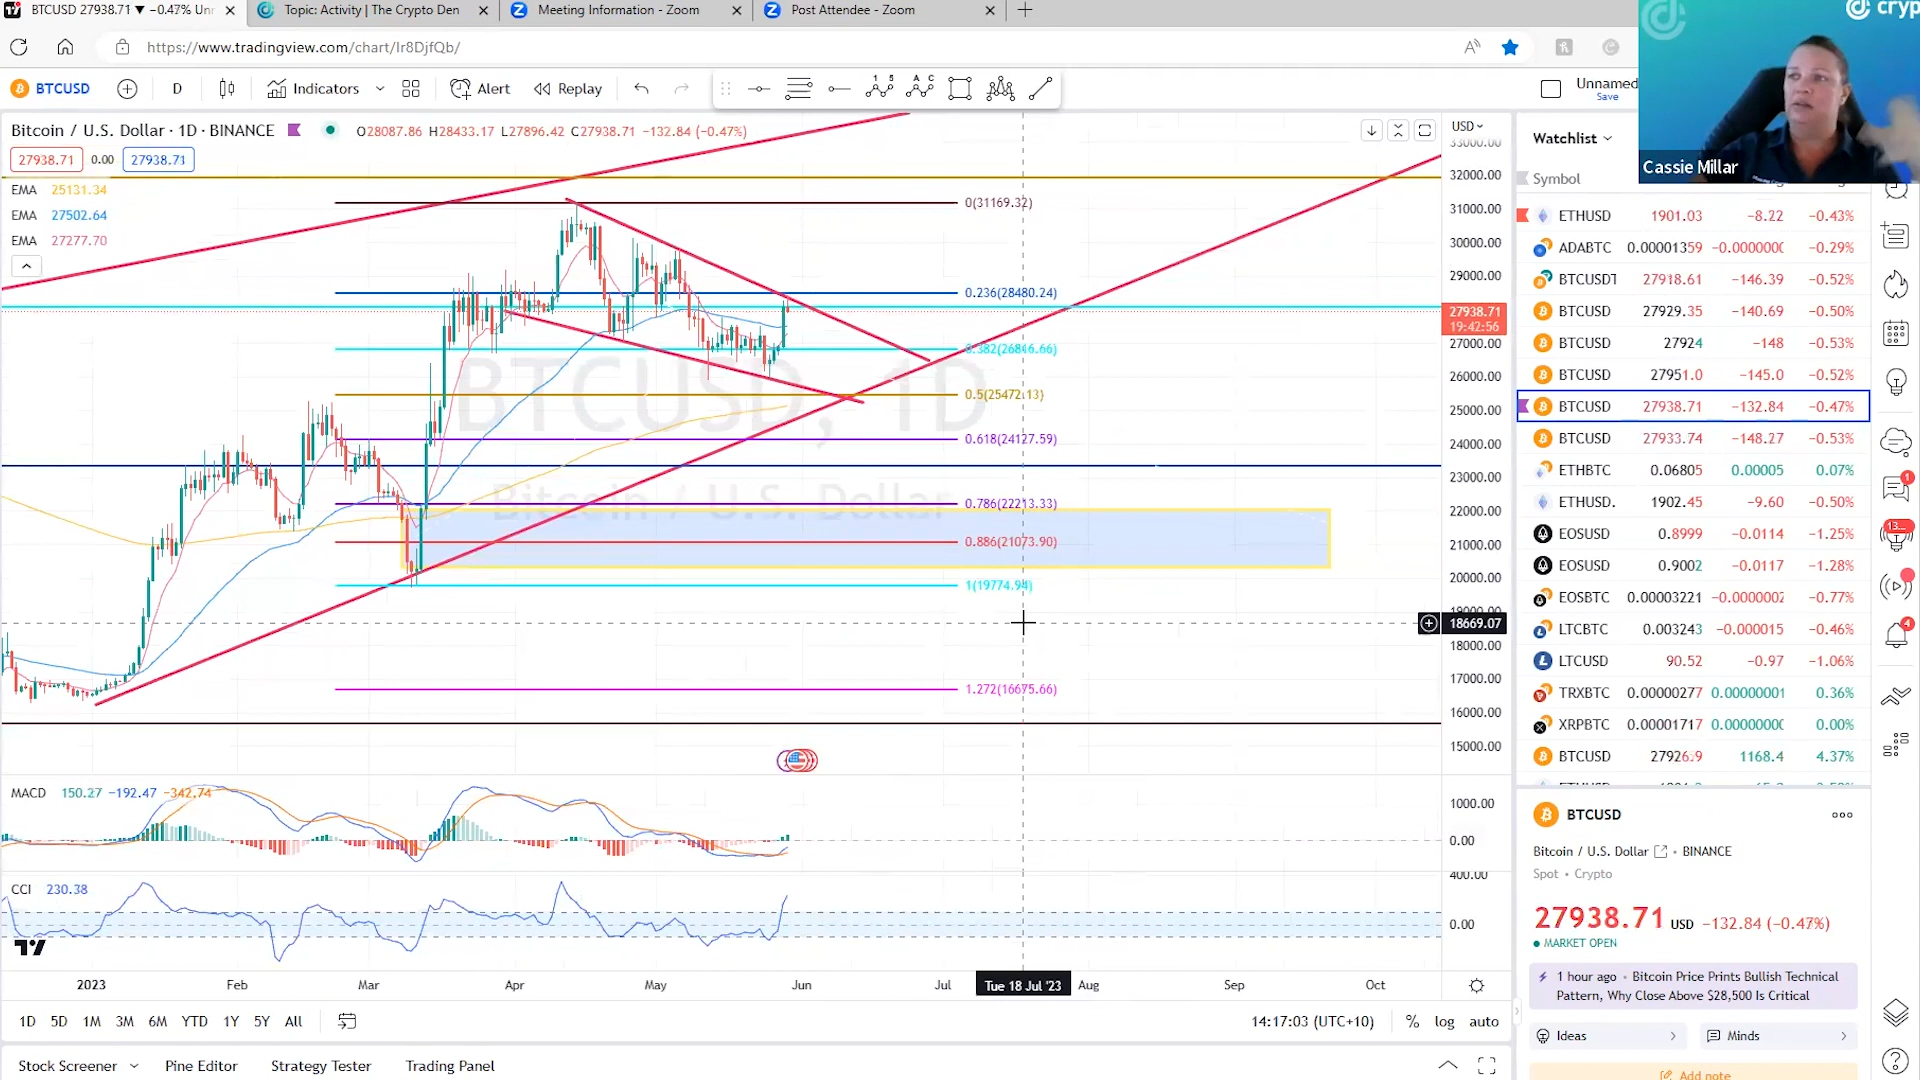 BTCUSD 27938.71 ▼ −0.47% Unr
Topic: Activity | The Crypto Den
Meeting Information - Zoom
Post Attendee - Zoom
https://www.tradingview.com/chart/Ir8DjfQb/
BTCUSD D Indicators Alert Replay
Unnamed
Save
Cassie Millar
Bitcoin / U.S. Dollar · 1D · BINANCE O28087.86 H28433.17 L27896.42 C27938.71 −132.84 (−0.47%)
27938.71 0.00 27938.71
EMA 25131.34
EMA 27502.64
EMA 27277.70
BTCUSD, 1D
Bitcoin / U.S. Dollar
0(31169.32)
0.236(28480.24)
0.382(26816.66)
0.5(25472.13)
0.618(24127.59)
0.786(22213.33)
0.886(21073.90)
1(19774.94)
1.272(16675.66)
USD
33000.00
32000.00
31000.00
30000.00
29000.00
27938.71
19:42:56
27000.00
26000.00
25000.00
24000.00
23000.00
22000.00
21000.00
20000.00
19000.00
18669.07
18000.00
17000.00
16000.00
15000.00
MACD 150.27 −192.47 −342.74
1000.00
0.00
CCI 230.38
400.00
0.00
2023 Feb Mar Apr May Jun Jul Tue 18 Jul '23 Aug Sep Oct
1D 5D 1M 3M 6M YTD 1Y 5Y All
14:17:03 (UTC+10) % log auto
Stock Screener Pine Editor Strategy Tester Trading Panel
Watchlist
Symbol
ETHUSD 1901.03 −8.22 −0.43%
ADABTC 0.00001359 −0.000000C −0.29%
BTCUSDT 27918.61 −146.39 −0.52%
BTCUSD 27929.35 −140.69 −0.50%
BTCUSD 27924 −148 −0.53%
BTCUSD 27951.0 −145.0 −0.52%
BTCUSD 27938.71 −132.84 −0.47%
BTCUSD 27933.74 −148.27 −0.53%
ETHBTC 0.06805 0.00005 0.07%
ETHUSD. 1902.45 −9.60 −0.50%
EOSUSD 0.8999 −0.0114 −1.25%
EOSUSD 0.9002 −0.0117 −1.28%
EOSBTC 0.00003221 −0.0000002 −0.77%
LTCBTC 0.003243 −0.000015 −0.46%
LTCUSD 90.52 −0.97 −1.06%
TRXBTC 0.00000277 0.00000001 0.36%
XRPBTC 0.00001717 0.0000000C 0.00%
BTCUSD 27926.9 1168.4 4.37%
BTCUSD
Bitcoin / U.S. Dollar • BINANCE
Spot • Crypto
27938.71 USD −132.84 (−0.47%)
MARKET OPEN
1 hour ago • Bitcoin Price Prints Bullish Technical
Pattern, Why Close Above $28,500 Is Critical
Ideas
Minds
Add note